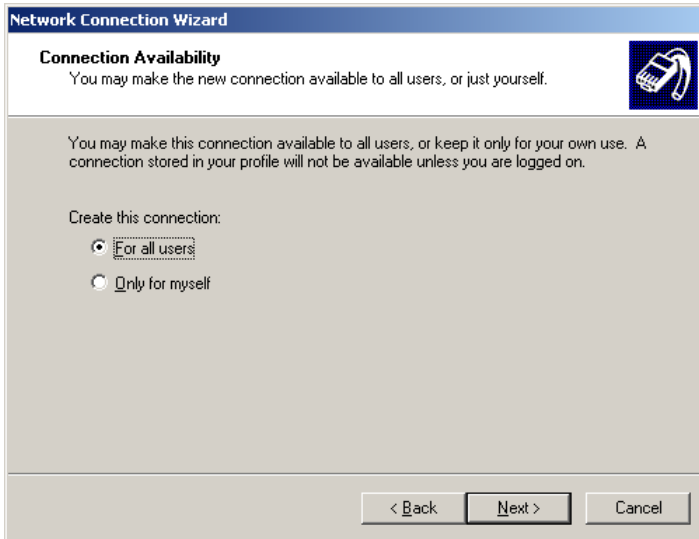 Network Connection Wizard
Connection Availability
You may make the new connection available to all users, or just yourself.
You may make this connection available to all users, or keep it only for your own use.  A
connection stored in your profile will not be available unless you are logged on.
Create this connection:
For all users
Only for myself
< Back Next > Cancel